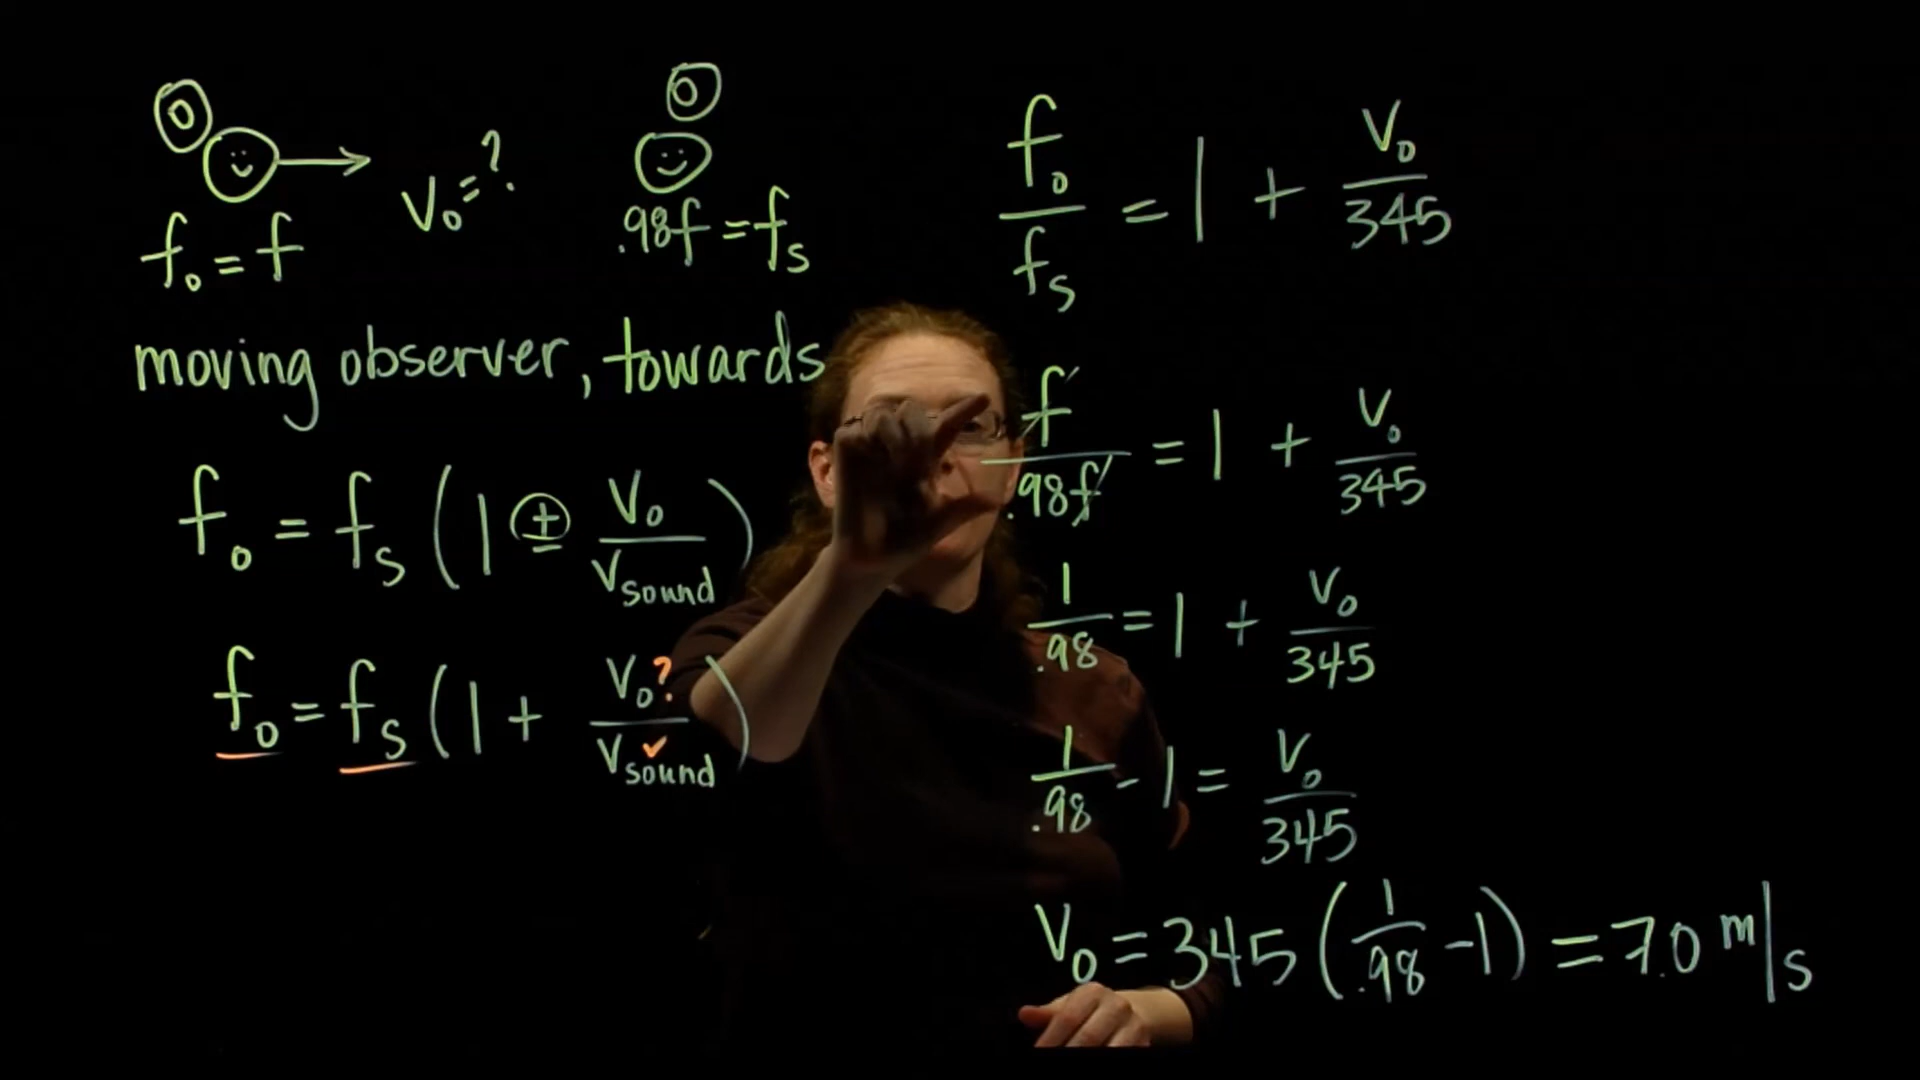 V₀ = ?
f₀ = f
.98f = fₛ
moving observer, towards
f₀ = fₛ (1 ± V₀/Vsound)
f₀ = fₛ (1 + V₀?/Vsound ✓)
f₀/fₛ = 1 + V₀/345
f/.98f = 1 + V₀/345
1/.98 = 1 + V₀/345
1/.98 - 1 = V₀/345
V₀ = 345 (1/.98 - 1) = 7.0 m/s